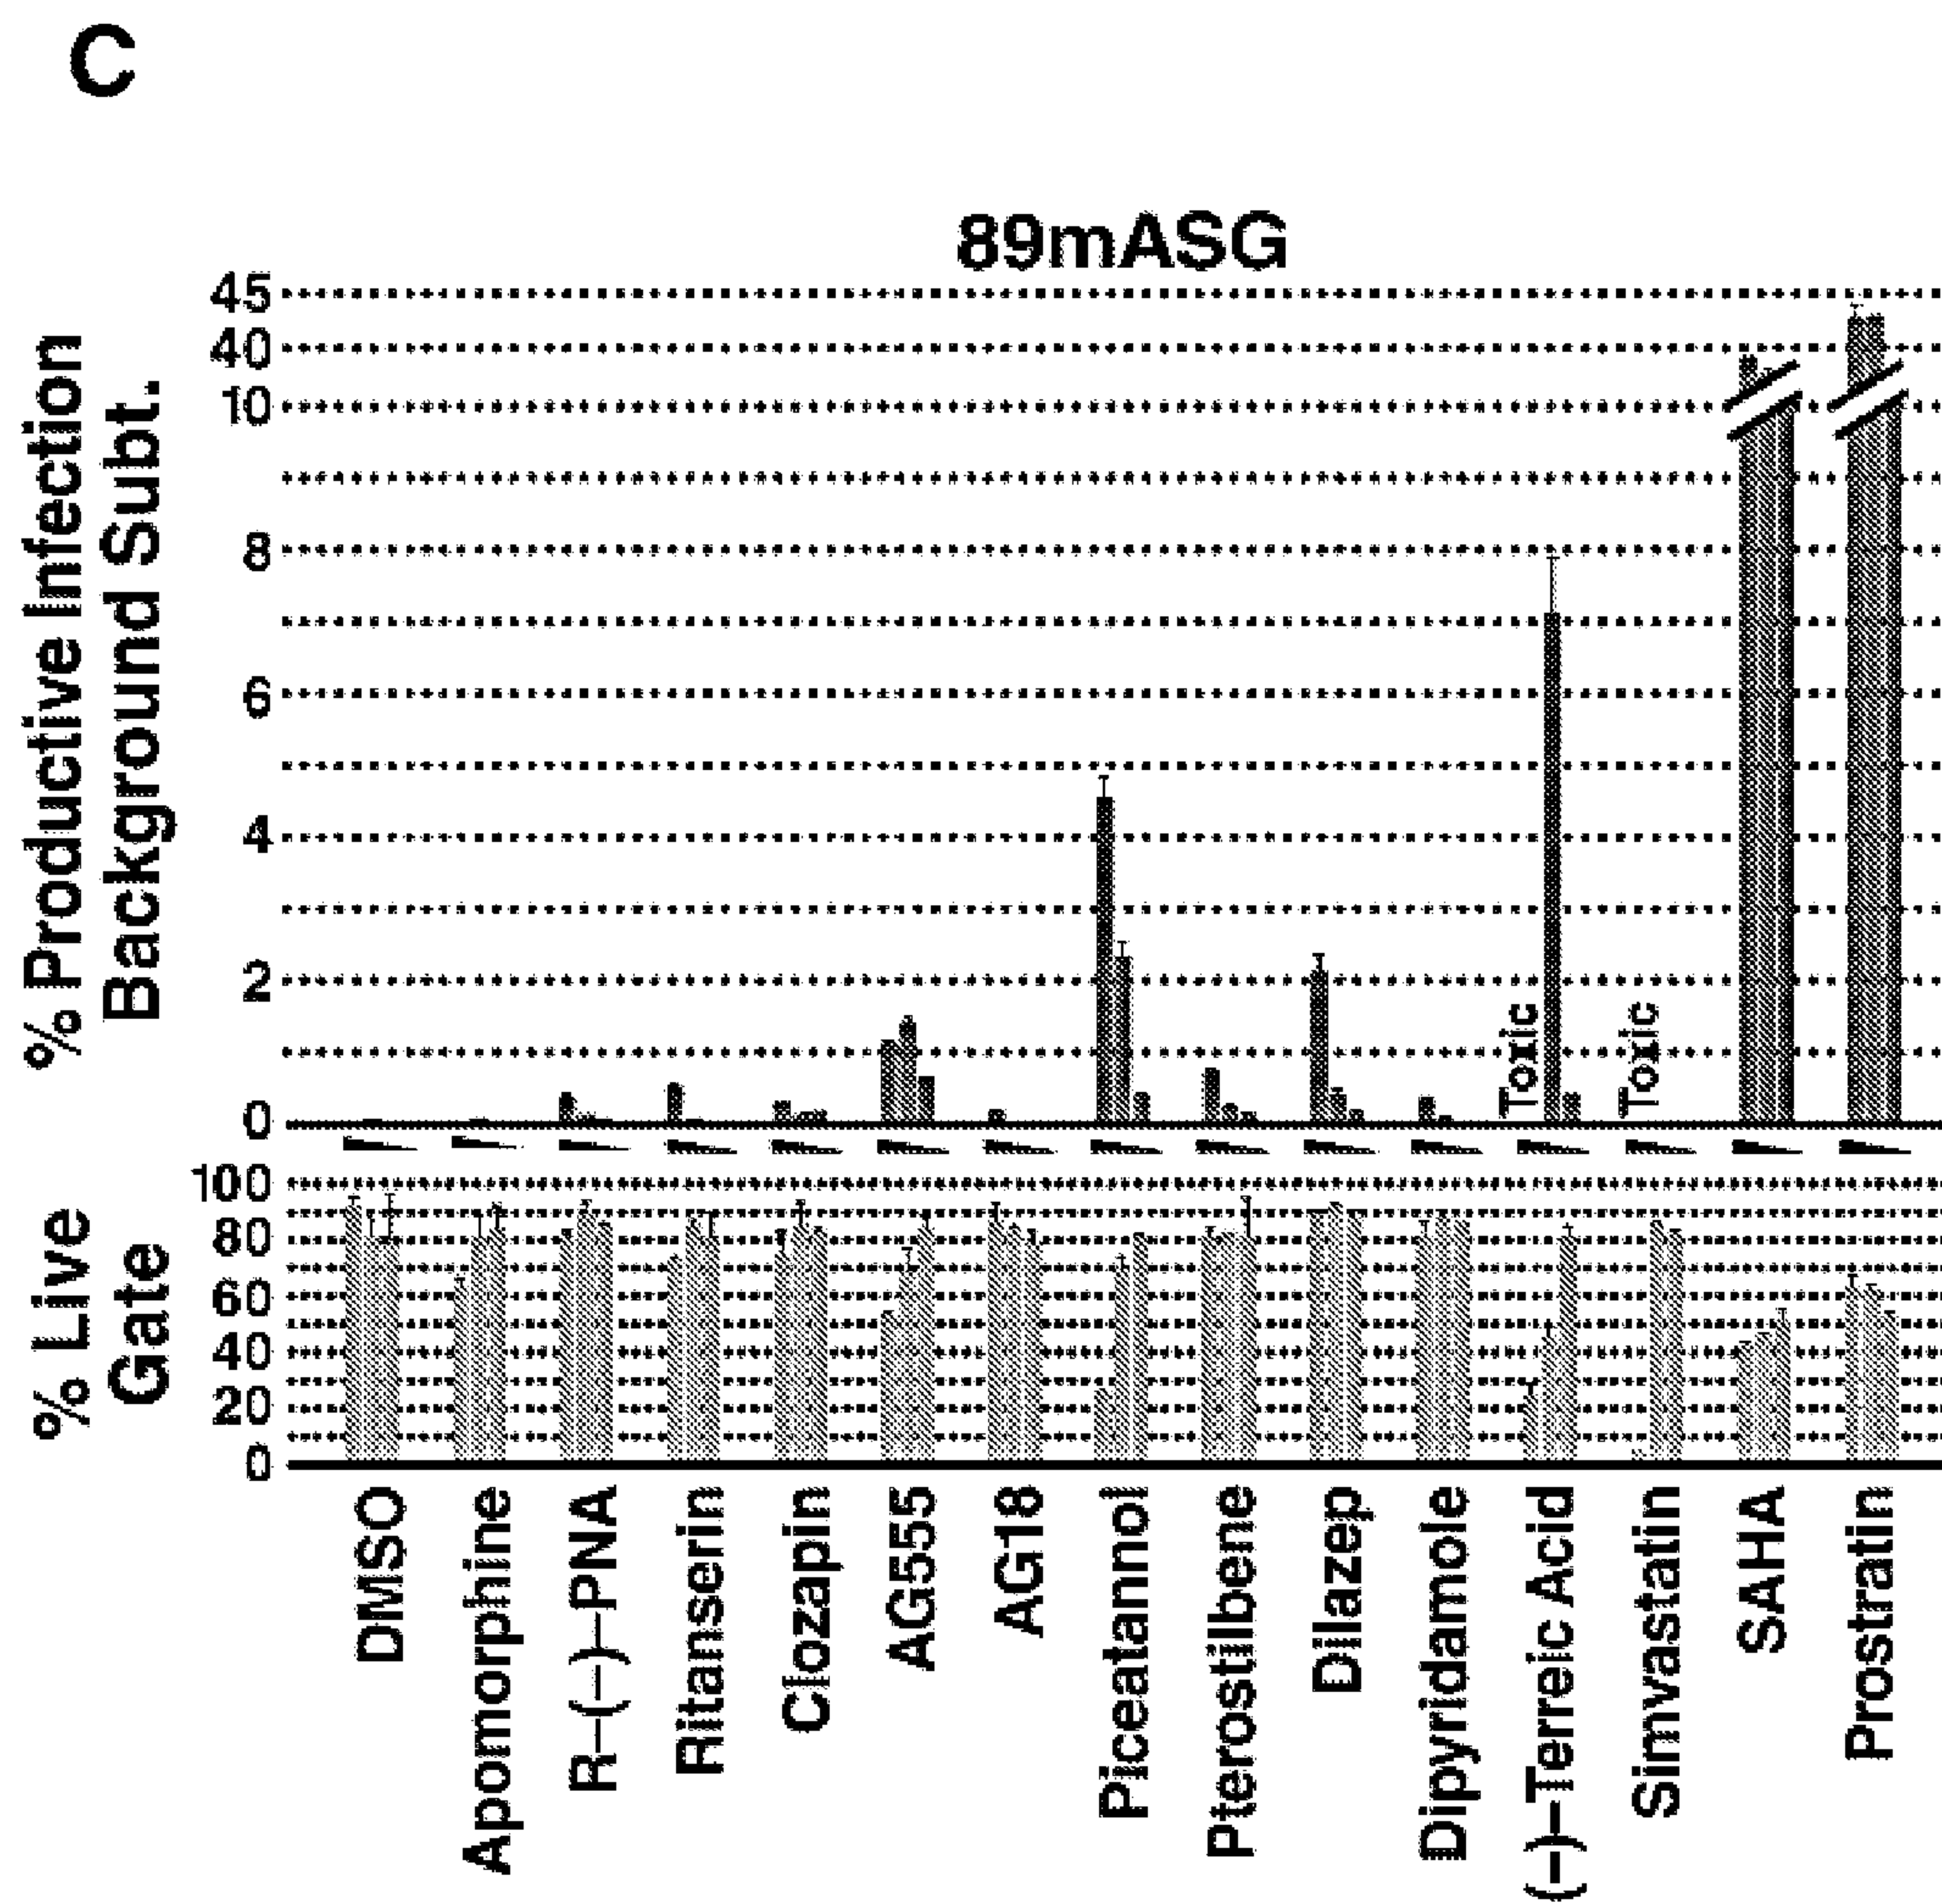 C
89mASG
% Productive Infection
Background Subt.
45
40
10
8
6
4
2
0
Toxic
Toxic
% Live
Gate
100
80
60
40
20
0
DMSO
Apomorphine
R–(–)–PNA
Ritanserin
Clozapin
AG555
AG18
Piceatannol
Pterostilbene
Dilazep
Dipyridamole
(–)–Terreic Acid
Simvastatin
SAHA
Prostratin